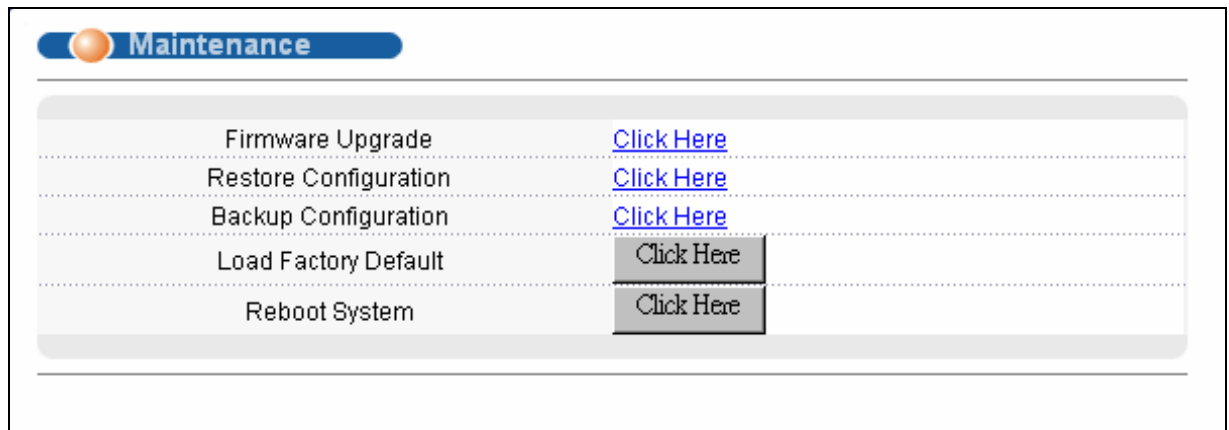 Maintenance
Firmware Upgrade Click Here
Restore Configuration Click Here
Backup Configuration Click Here
Load Factory Default Click Here
Reboot System Click Here